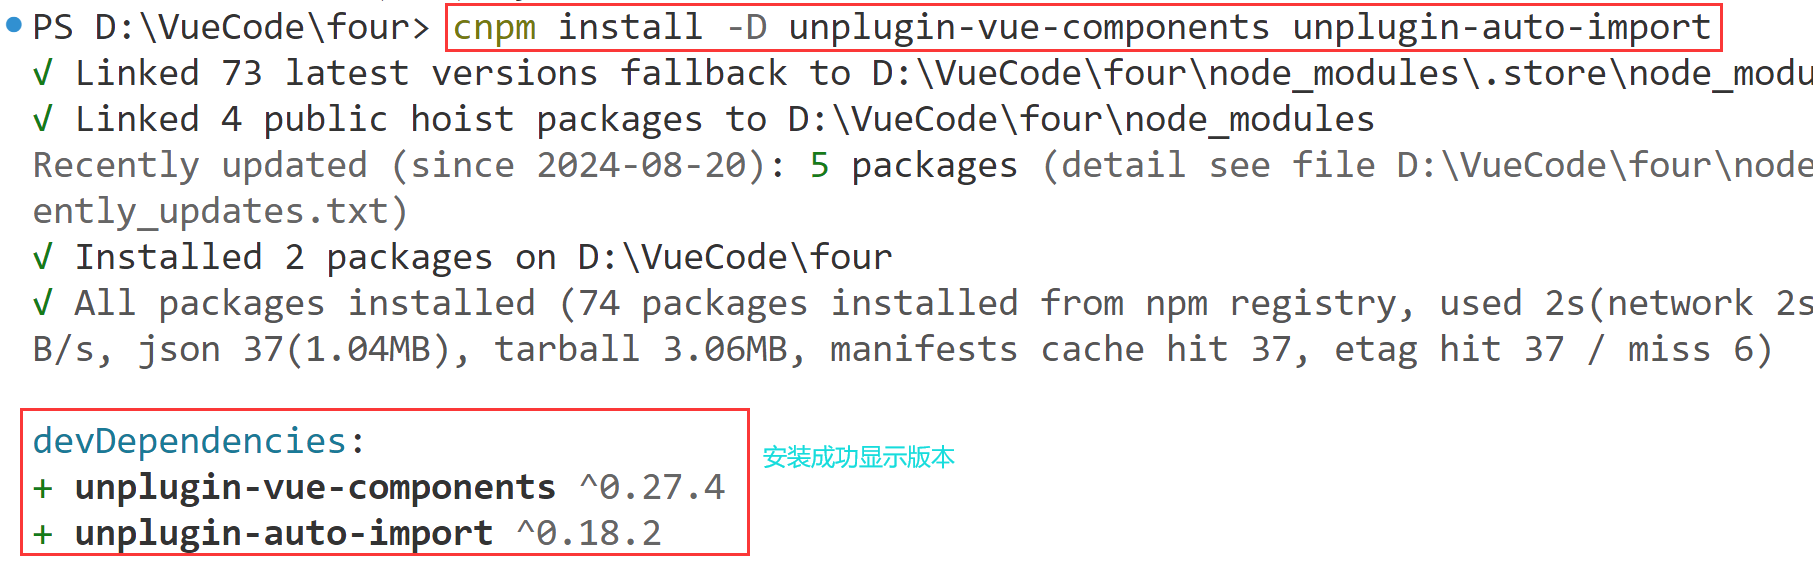 PS D:\VueCode\four> cnpm install -D unplugin-vue-components unplugin-auto-import
√ Linked 73 latest versions fallback to D:\VueCode\four\node_modules\.store\node_modu
√ Linked 4 public hoist packages to D:\VueCode\four\node_modules
Recently updated (since 2024-08-20): 5 packages (detail see file D:\VueCode\four\node
ently_updates.txt)
√ Installed 2 packages on D:\VueCode\four
√ All packages installed (74 packages installed from npm registry, used 2s(network 2s
B/s, json 37(1.04MB), tarball 3.06MB, manifests cache hit 37, etag hit 37 / miss 6)
devDependencies:
安装成功显示版本
+ unplugin-vue-components ^0.27.4
+ unplugin-auto-import ^0.18.2